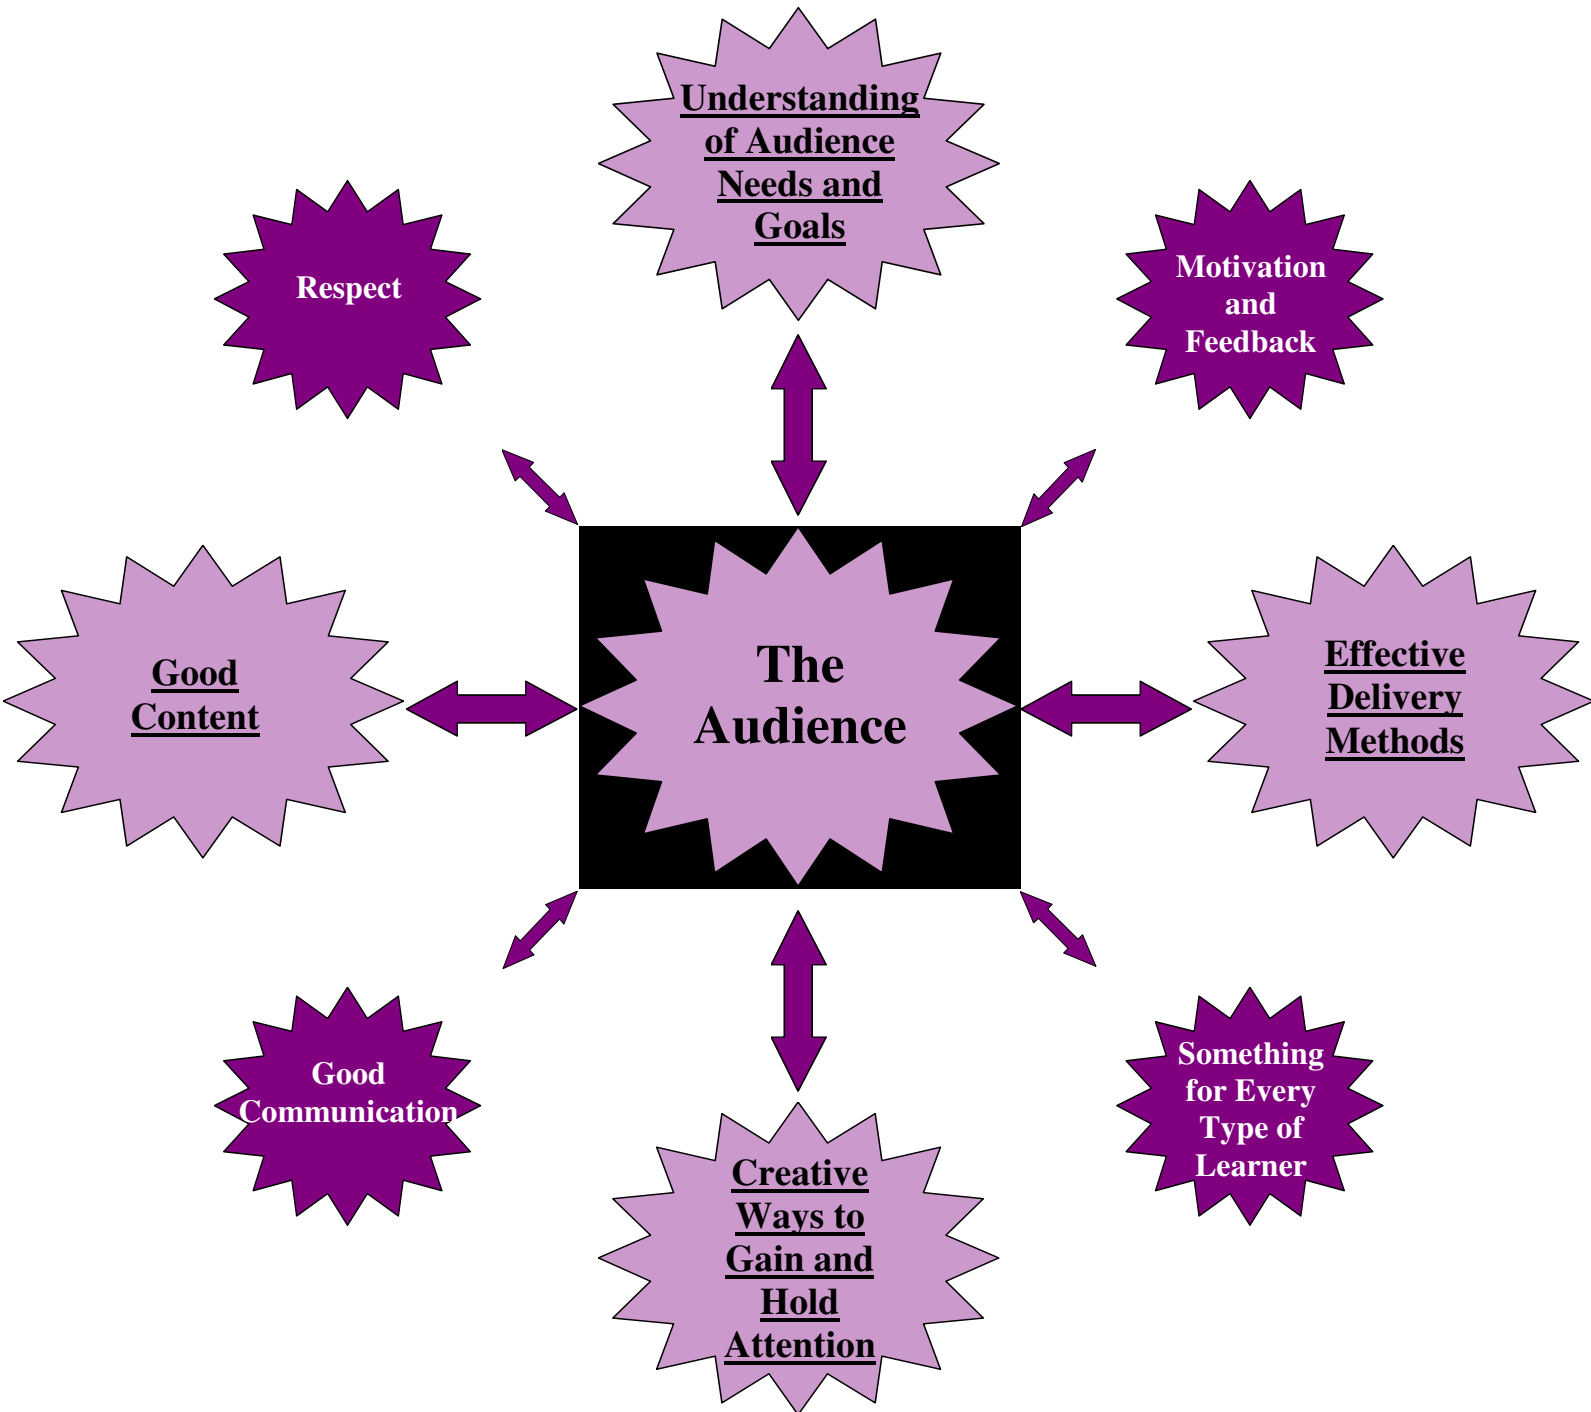 Understanding
of Audience
Needs and
Goals
Respect
Motivation
and
Feedback
Good
Content
The
Audience
Effective
Delivery
Methods
Good
Communication
Something
for Every
Type of
Learner
Creative
Ways to
Gain and
Hold
Attention